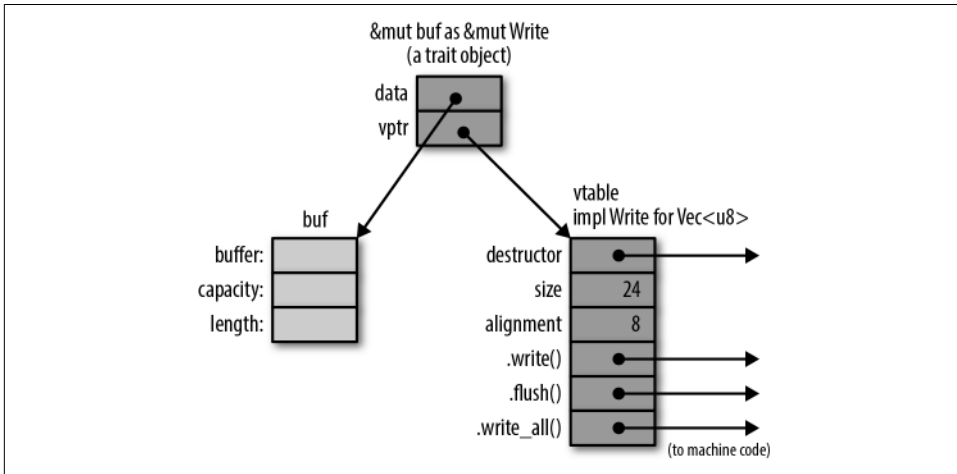 &mut buf as &mut Write
(a trait object)
data
vptr
buf
buffer:
capacity:
length:
vtable
impl Write for Vec<u8>
destructor
size 24
alignment 8
.write()
.flush()
.write_all()
(to machine code)